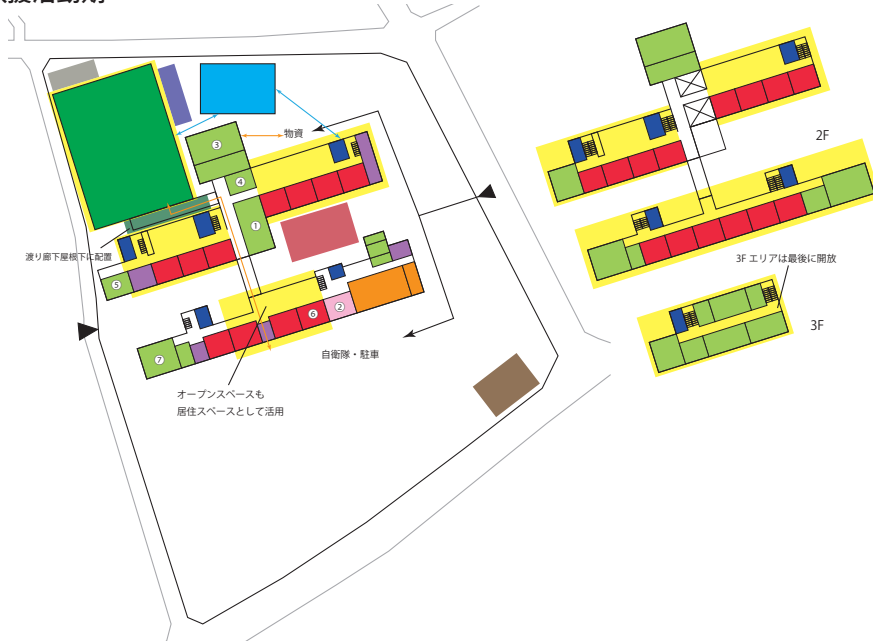 物資
③
④
①
渡り廊下屋根下に配置
⑤
②
⑥
⑦
自衛隊・駐車
オープンスペースも
居住スペースとして活用
2F
3F エリアは最後に開放
3F